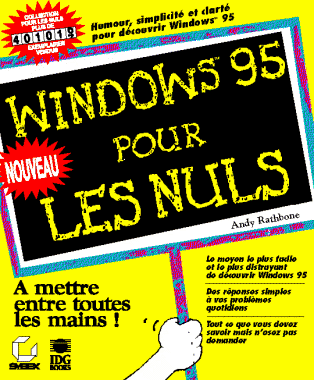 COLLECTION
POUR LES NULS
PLUS DE
EXEMPLAIRES
VENDUS
Humour, simplicité et clarté
pour découvrir Windows™ 95
WINDOWS™ 95
POUR
LES NULS
NOUVEAU
Andy Rathbone
Le moyen le plus facile
et le plus distrayant
de découvrir Windows 95
Des réponses simples
à vos problèmes
quotidiens
Tout ce que vous devez
savoir mais n'osez pas
demander
A mettre
entre toutes
les mains !
SYBEX
IDG
BOOKS